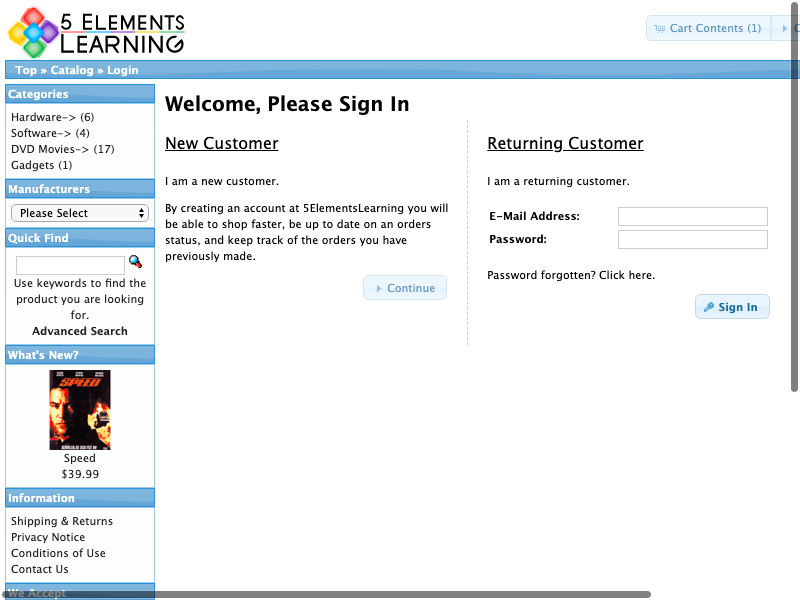 5 ELEMENTS
LEARNING
Cart Contents (1)
Top » Catalog » Login
Categories
Hardware-> (6)
Software-> (4)
DVD Movies-> (17)
Gadgets (1)
Manufacturers
Please Select
Quick Find
Use keywords to find the
product you are looking
for.
Advanced Search
What's New?
SPEED
Speed
$39.99
Information
Shipping & Returns
Privacy Notice
Conditions of Use
Contact Us
We Accept
Welcome, Please Sign In
New Customer
I am a new customer.
By creating an account at 5ElementsLearning you will
be able to shop faster, be up to date on an orders
status, and keep track of the orders you have
previously made.
Continue
Returning Customer
I am a returning customer.
E-Mail Address:
Password:
Password forgotten? Click here.
Sign In